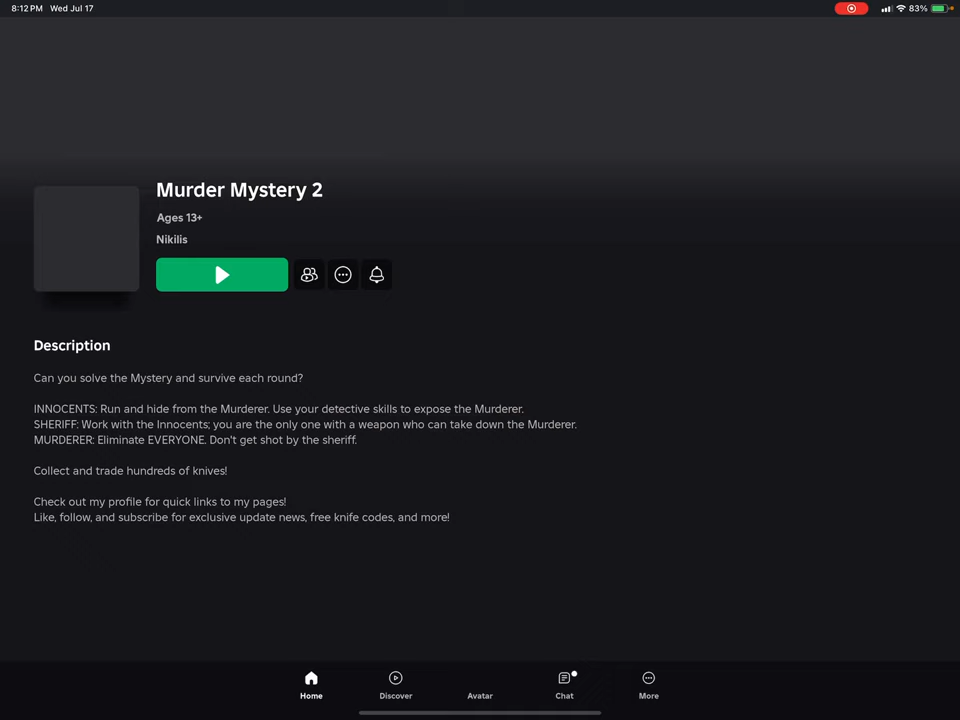 8:12 PM Wed Jul 17
83%
Murder Mystery 2
Ages 13+
Nikilis
Description
Can you solve the Mystery and survive each round?
INNOCENTS: Run and hide from the Murderer. Use your detective skills to expose the Murderer.
SHERIFF: Work with the Innocents; you are the only one with a weapon who can take down the Murderer.
MURDERER: Eliminate EVERYONE. Don't get shot by the sheriff.
Collect and trade hundreds of knives!
Check out my profile for quick links to my pages!
Like, follow, and subscribe for exclusive update news, free knife codes, and more!
Home Discover Avatar Chat More